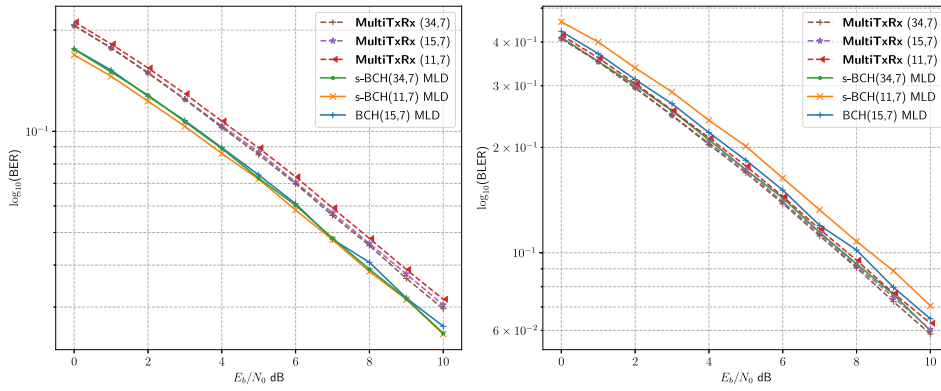 MultiTxRx (34,7)
MultiTxRx (15,7)
MultiTxRx (11,7)
s-BCH(34,7) MLD
s-BCH(11,7) MLD
BCH(15,7) MLD
10⁻¹
log₁₀(BER)
0 2 4 6 8 10
E_b/N_0 dB
MultiTxRx (34,7)
MultiTxRx (15,7)
MultiTxRx (11,7)
s-BCH(34,7) MLD
s-BCH(11,7) MLD
BCH(15,7) MLD
4 × 10⁻¹
3 × 10⁻¹
2 × 10⁻¹
10⁻¹
6 × 10⁻²
log₁₀(BLER)
0 2 4 6 8 10
E_b/N_0 dB